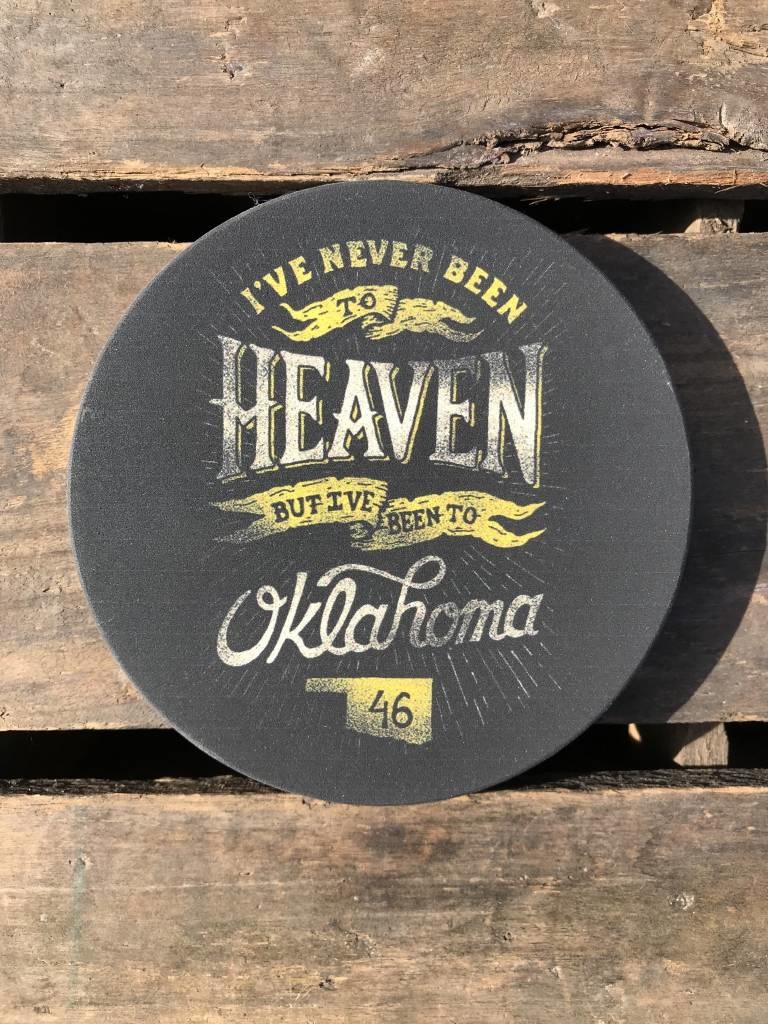 I'VE NEVER BEEN
TO
HEAVEN
BUT I'VE BEEN TO
Oklahoma
46